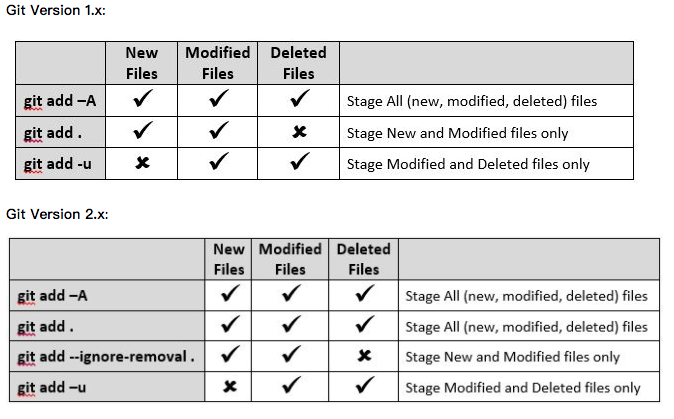 Git Version 1.x:
New Files Modified Files Deleted Files
git add –A ✓ ✓ ✓ Stage All (new, modified, deleted) files
git add . ✓ ✓ ✗ Stage New and Modified files only
git add -u ✗ ✓ ✓ Stage Modified and Deleted files only
Git Version 2.x:
New Files Modified Files Deleted Files
git add –A ✓ ✓ ✓ Stage All (new, modified, deleted) files
git add . ✓ ✓ ✓ Stage All (new, modified, deleted) files
git add --ignore-removal . ✓ ✓ ✗ Stage New and Modified files only
git add –u ✗ ✓ ✓ Stage Modified and Deleted files only